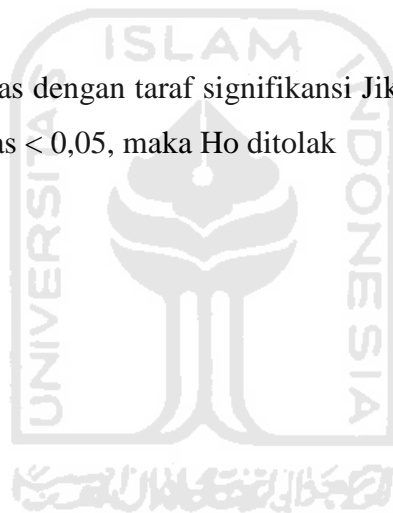 ISLAM
UNIVERSITAS
INDONESIA
as dengan taraf signifikansi Jik
as < 0,05, maka Ho ditolak